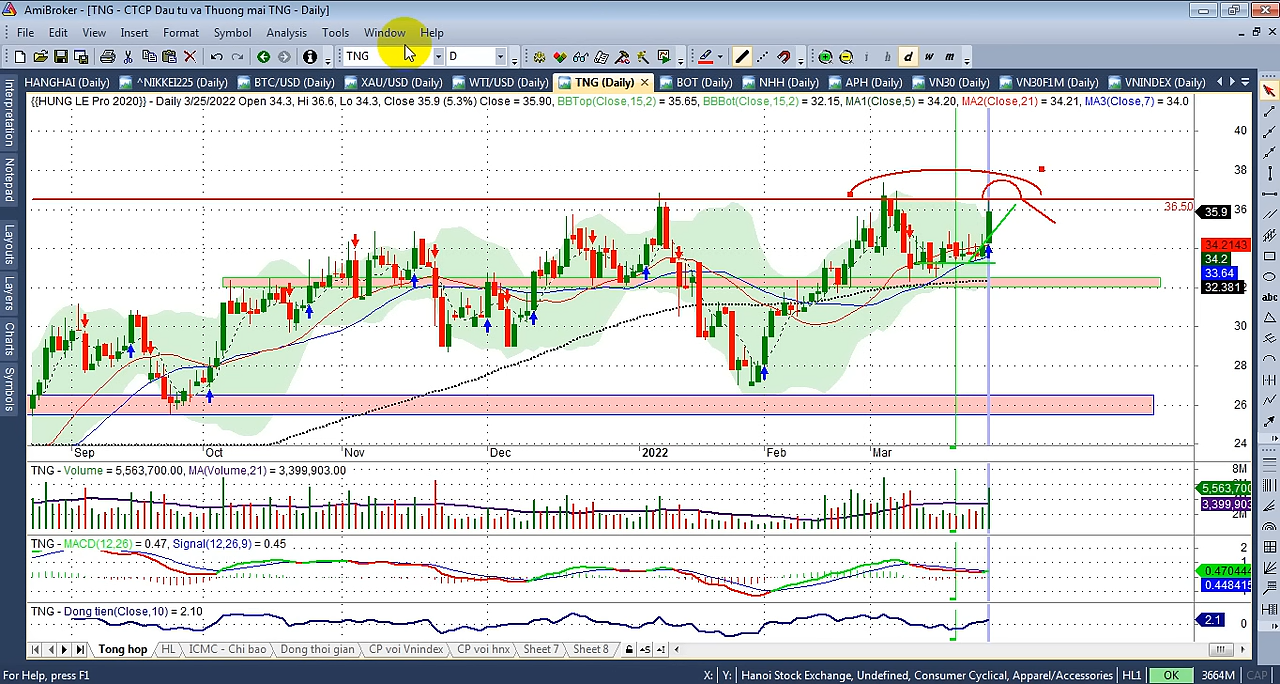 AmiBroker - [TNG - CTCP Dau tu va Thuong mai TNG - Daily]
File Edit View Insert Format Symbol Analysis Tools Window Help
TNG D i h d w m
HANGHAI (Daily) ^NIKKEI225 (Daily) BTC/USD (Daily) XAU/USD (Daily) WTI/USD (Daily) TNG (Daily) BOT (Daily) NHH (Daily) APH (Daily) VN30 (Daily) VN30F1M (Daily) VNINDEX (Daily)
Interpretation
Notepad
Layouts
Layers
Charts
Symbols
{{HUNG LE Pro 2020}} - Daily 3/25/2022 Open 34.3, Hi 36.6, Lo 34.3, Close 35.9 (5.3%) Close = 35.90, BBTop(Close,15,2) = 35.65, BBBot(Close,15,2) = 32.15, MA1(Close,5) = 34.20, MA2(Close,21) = 34.21, MA3(Close,7) = 34.0
40
38
36.50
36
35.9
34.2143
34.2
33.64
32.381
30
28
26
24
abc
Sep Oct Nov Dec 2022 Feb Mar
TNG - Volume = 5,563,700.00, MA(Volume,21) = 3,399,903.00
8M
5,563,700
3,399,903
2M
TNG - MACD(12,26) = 0.47, Signal(12,26,9) = 0.45
2
1
0.470444
0.448415
TNG - Dong tien(Close,10) = 2.10
2.1
0
Tong hop HL ICMC - Chi bao Dong thoi gian CP voi Vnindex CP voi hnx Sheet 7 Sheet 8
For Help, press F1 X: Y: Hanoi Stock Exchange, Undefined, Consumer Cyclical, Apparel/Accessories HL1 OK 3664M CAP